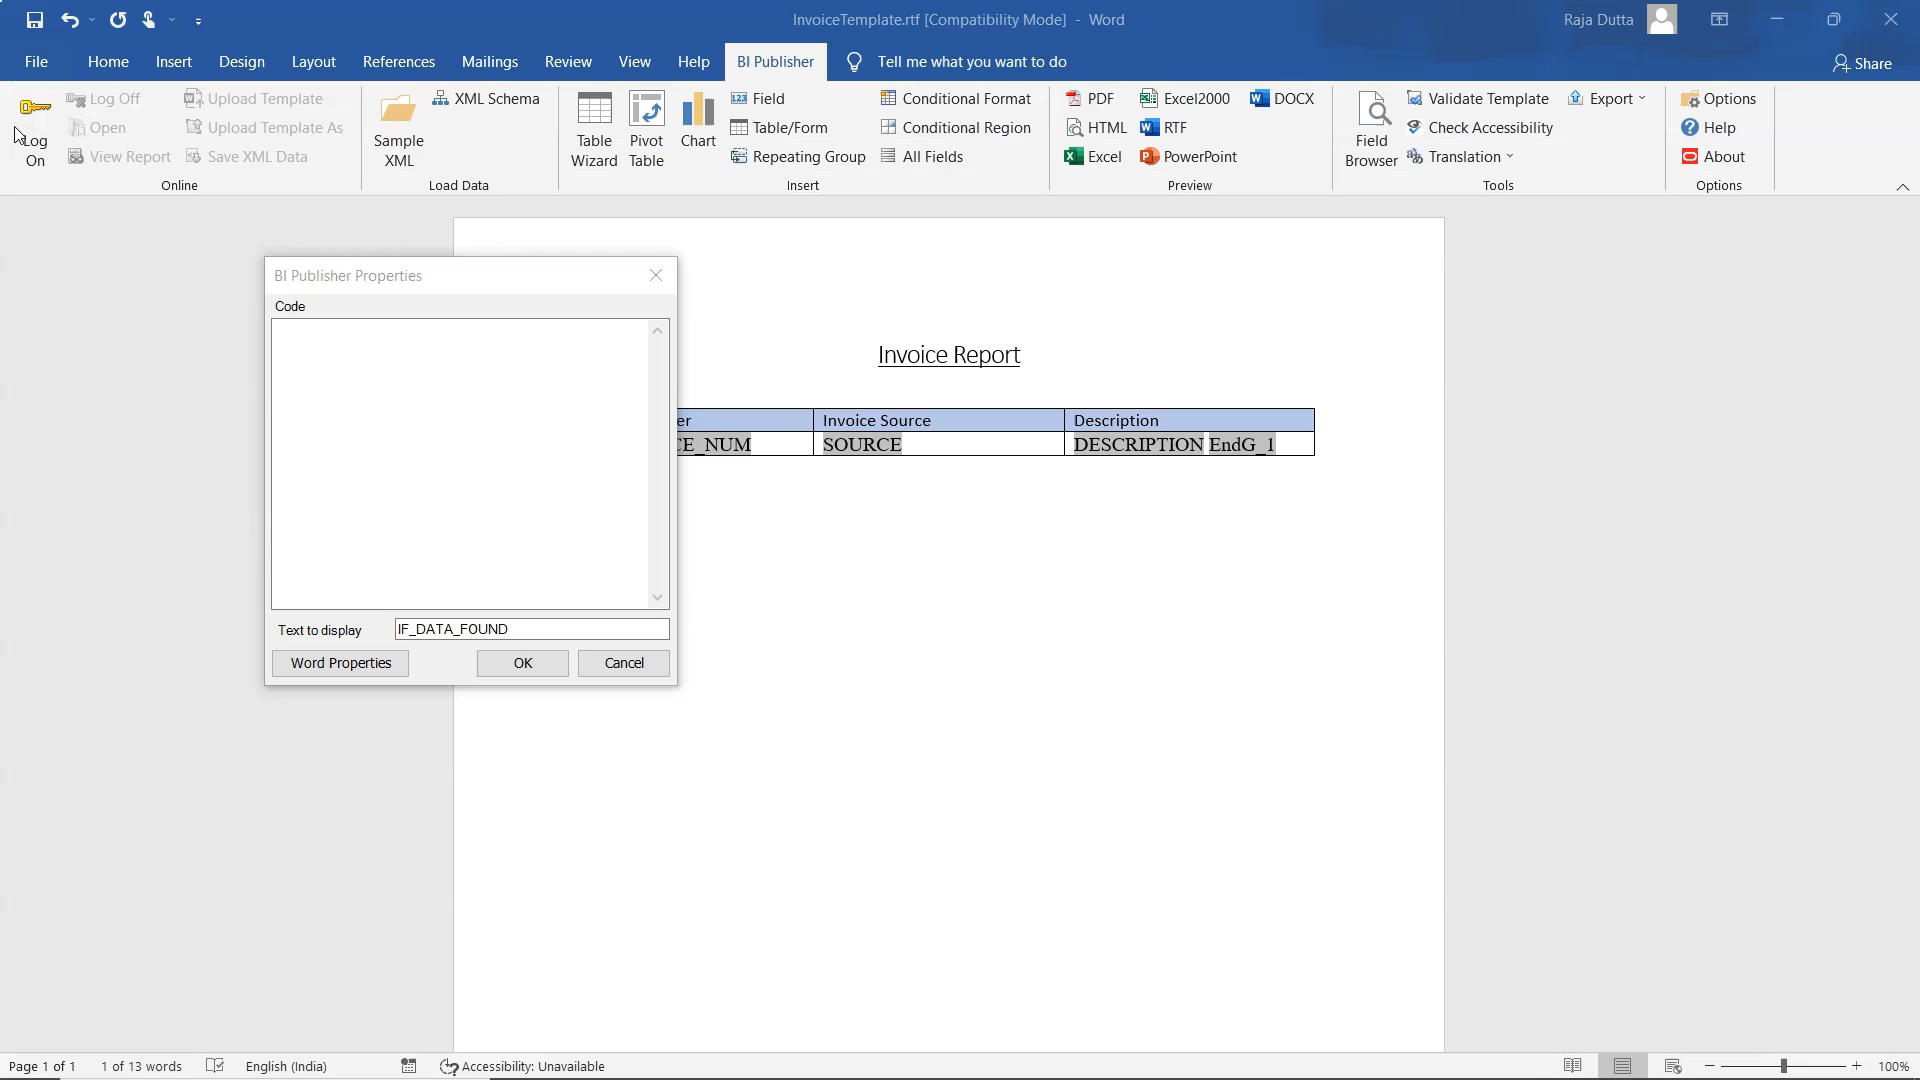 InvoiceTemplate.rtf [Compatibility Mode] - Word
Raja Dutta
File Home Insert Design Layout References Mailings Review View Help BI Publisher Tell me what you want to do Share
Log On
Log Off
Open
View Report
Upload Template
Upload Template As
Save XML Data
Online
Sample XML
XML Schema
Load Data
Table Wizard
Pivot Table
Chart
Field
Table/Form
Repeating Group
Conditional Format
Conditional Region
All Fields
Insert
PDF
HTML
Excel
Excel2000
RTF
PowerPoint
DOCX
Preview
Field Browser
Validate Template
Check Accessibility
Translation
Export
Tools
Options
Help
About
Options
BI Publisher Properties
Code
Text to display IF_DATA_FOUND
Word Properties OK Cancel
Invoice Report
er Invoice Source Description
CE_NUM SOURCE DESCRIPTION EndG_1
Page 1 of 1 1 of 13 words English (India) Accessibility: Unavailable 100%